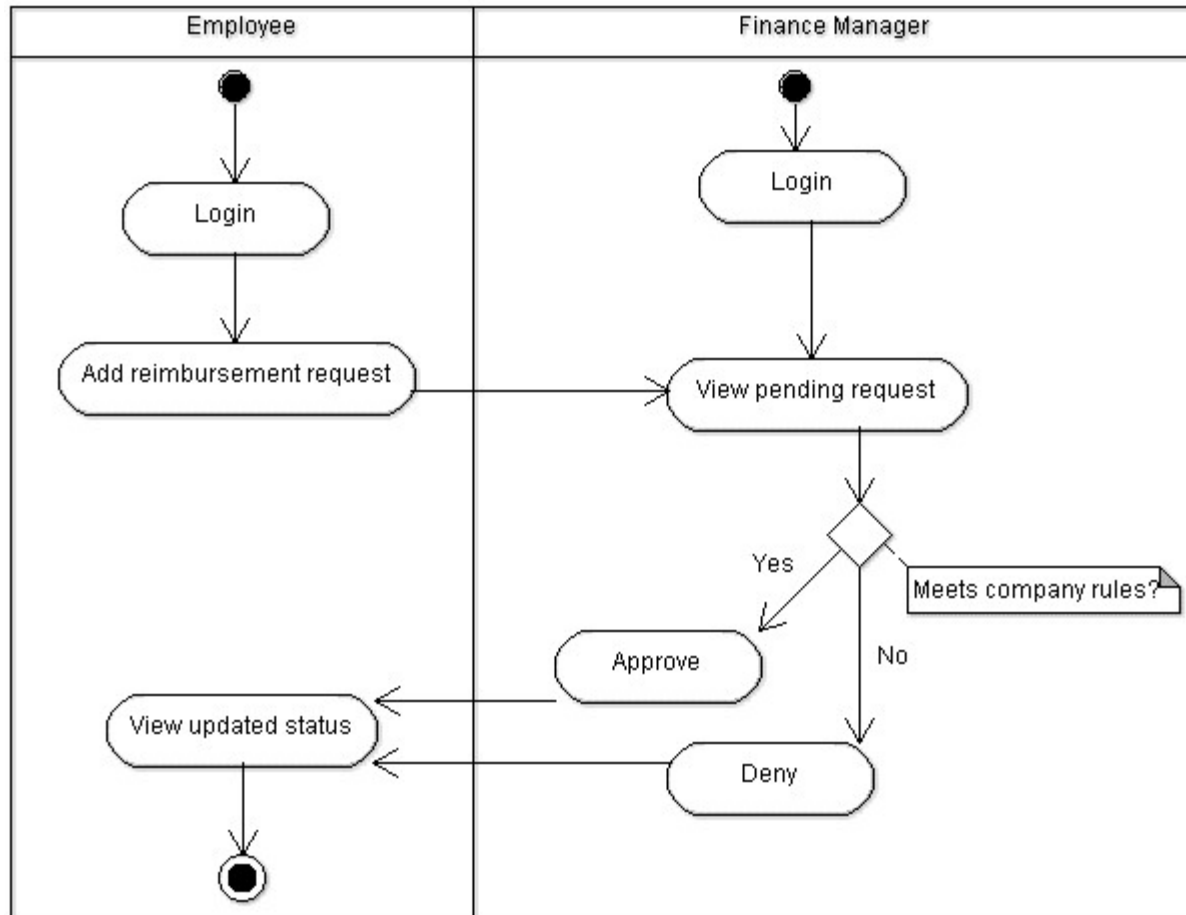 Employee
Finance Manager
Login
Login
Add reimbursement request
View pending request
Yes
Meets company rules?
No
Approve
View updated status
Deny